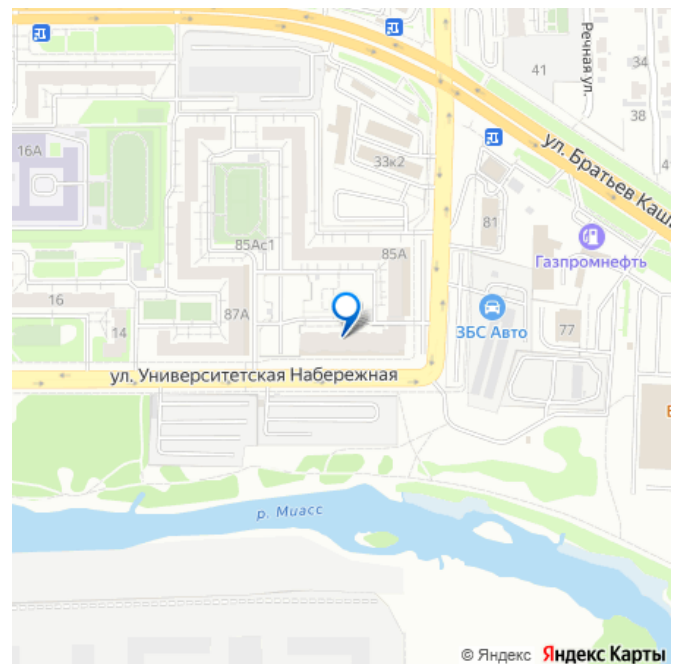 Речная ул.
41
34
38
16А
33к2
ул. Братьев Каши
81
85Ас1
85А
Газпромнефть
16
14
87А
ЗБС Авто
77
ул. Университетская Набережная
р. Миасс
© Яндекс Яндекс Карты